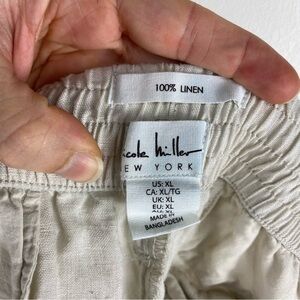 100% LINEN
icole miller
EW YORK
US: XL
CA: XL/TG
UK: XL
EU: XL
MADE IN
BANGLADESH